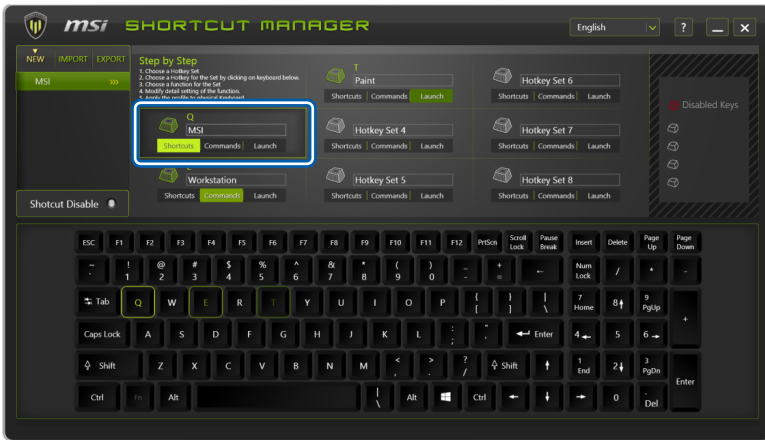 msi SHORTCUT MANAGER
English
?
NEW IMPORT EXPORT
MSI
Shotcut Disable
Step by Step
1. Choose a Hotkey Set
2. Choose a Hotkey for the Set by clicking on keyboard below.
3. Choose a function for the Set
4. Modify detail setting of the function.
5. Apply the profile to physical Keyboard
T
Paint
Shortcuts Commands Launch
Hotkey Set 6
Shortcuts Commands Launch
Q
MSI
Shortcuts Commands Launch
Hotkey Set 4
Shortcuts Commands Launch
Hotkey Set 7
Shortcuts Commands Launch
Workstation
Shortcuts Commands Launch
Hotkey Set 5
Shortcuts Commands Launch
Hotkey Set 8
Shortcuts Commands Launch
Disabled Keys
ESC F1 F2 F3 F4 F5 F6 F7 F8 F9 F10 F11 F12 PrtScn Scroll Lock Pause Break Insert Delete Page Up Page Down
~ ` ! 1 @ 2 # 3 $ 4 % 5 ^ 6 & 7 * 8 ( 9 ) 0 _ - + = ← Num Lock / * -
Tab Q W E R T Y U I O P { [ } ] | \ 7 Home 8 ↑ 9 PgUp +
Caps Lock A S D F G H J K L : ; " ' ↵ Enter 4 ← 5 6 →
Shift Z X C V B N M < , > . ? / Shift ↑ 1 End 2 ↓ 3 PgDn Enter
Ctrl Fn Alt | \ Alt Ctrl ← ↓ → 0 . Del